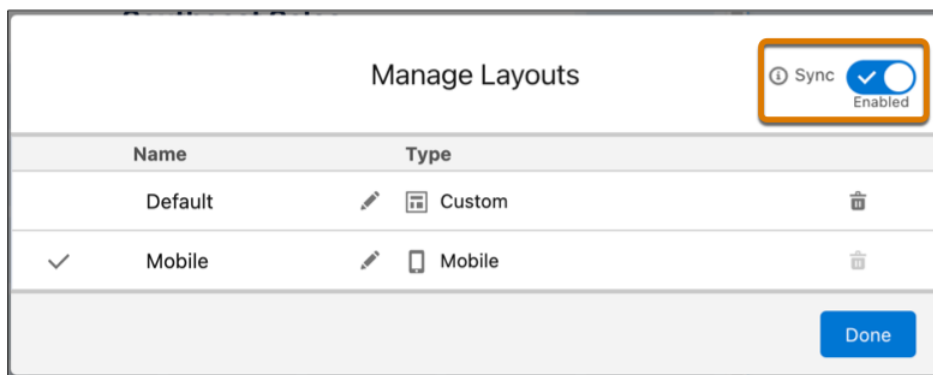 Manage Layouts
Sync
Enabled
Name Type
Default Custom
Mobile Mobile
Done